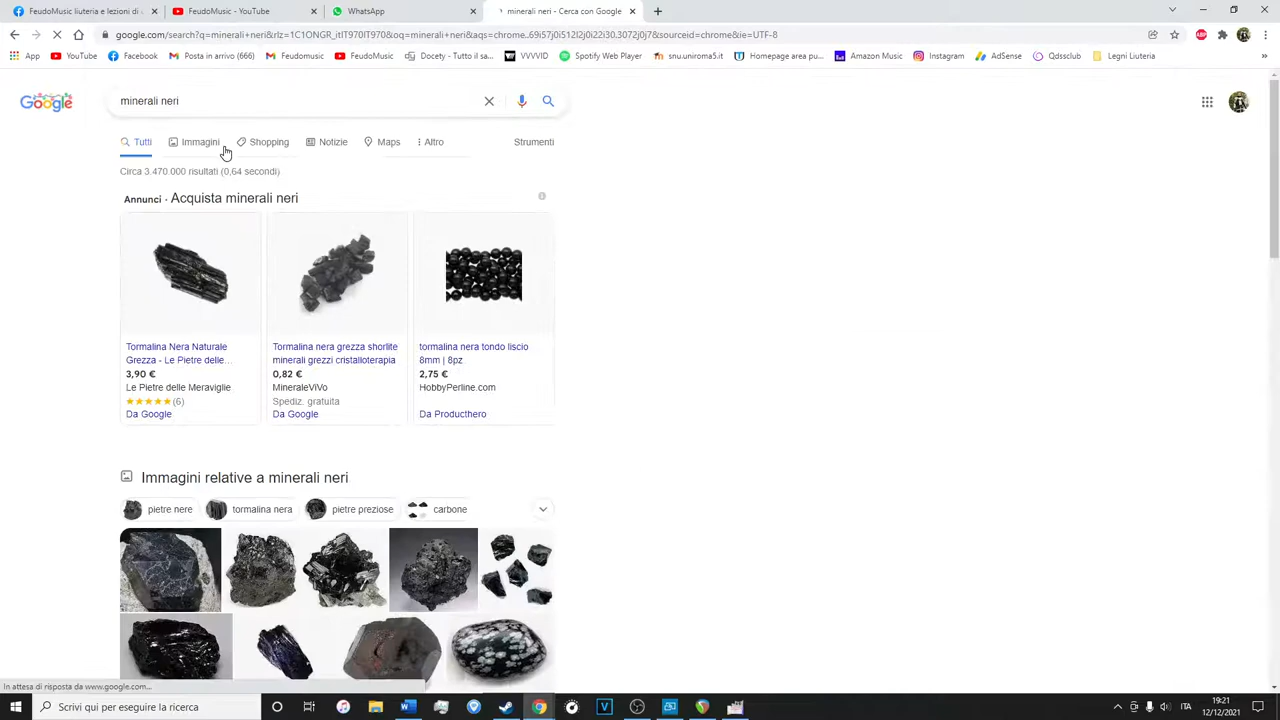 FeudoMusic liuteria e lezioni di
FeudoMusic - YouTube
WhatsApp
minerali neri - Cerca con Google
google.com/search?q=minerali+neri&rlz=1C1ONGR_itIT970IT970&oq=minerali+neri&aqs=chrome..69i57j0i512l2j0i22i30.3072j0j7&sourceid=chrome&ie=UTF-8
ABP
App
YouTube
Facebook
Posta in arrivo (666)
Feudomusic
FeudoMusic - YouT...
Docety - Tutto il sa...
VVVVID
Spotify Web Player
snu.uniroma5.it
Homepage area pu...
Amazon Music
Instagram
AdSense
Qdssclub
Legni Liuteria
Google
minerali neri
Tutti
Immagini
Shopping
Notizie
Maps
Altro
Strumenti
Circa 3.470.000 risultati (0,64 secondi)
Annunci · Acquista minerali neri
Tormalina Nera Naturale
Grezza - Le Pietre delle...
3,90 €
Le Pietre delle Meraviglie
(6)
Da Google
Tormalina nera grezza shorlite
minerali grezzi cristalloterapia
0,82 €
MineraleViVo
Spediz. gratuita
Da Google
tormalina nera tondo liscio
8mm | 8pz
2,75 €
HobbyPerline.com
Da Producthero
Immagini relative a minerali neri
pietre nere
tormalina nera
pietre preziose
carbone
In attesa di risposta da www.google.com...
Scrivi qui per eseguire la ricerca
ITA
19:21
12/12/2021